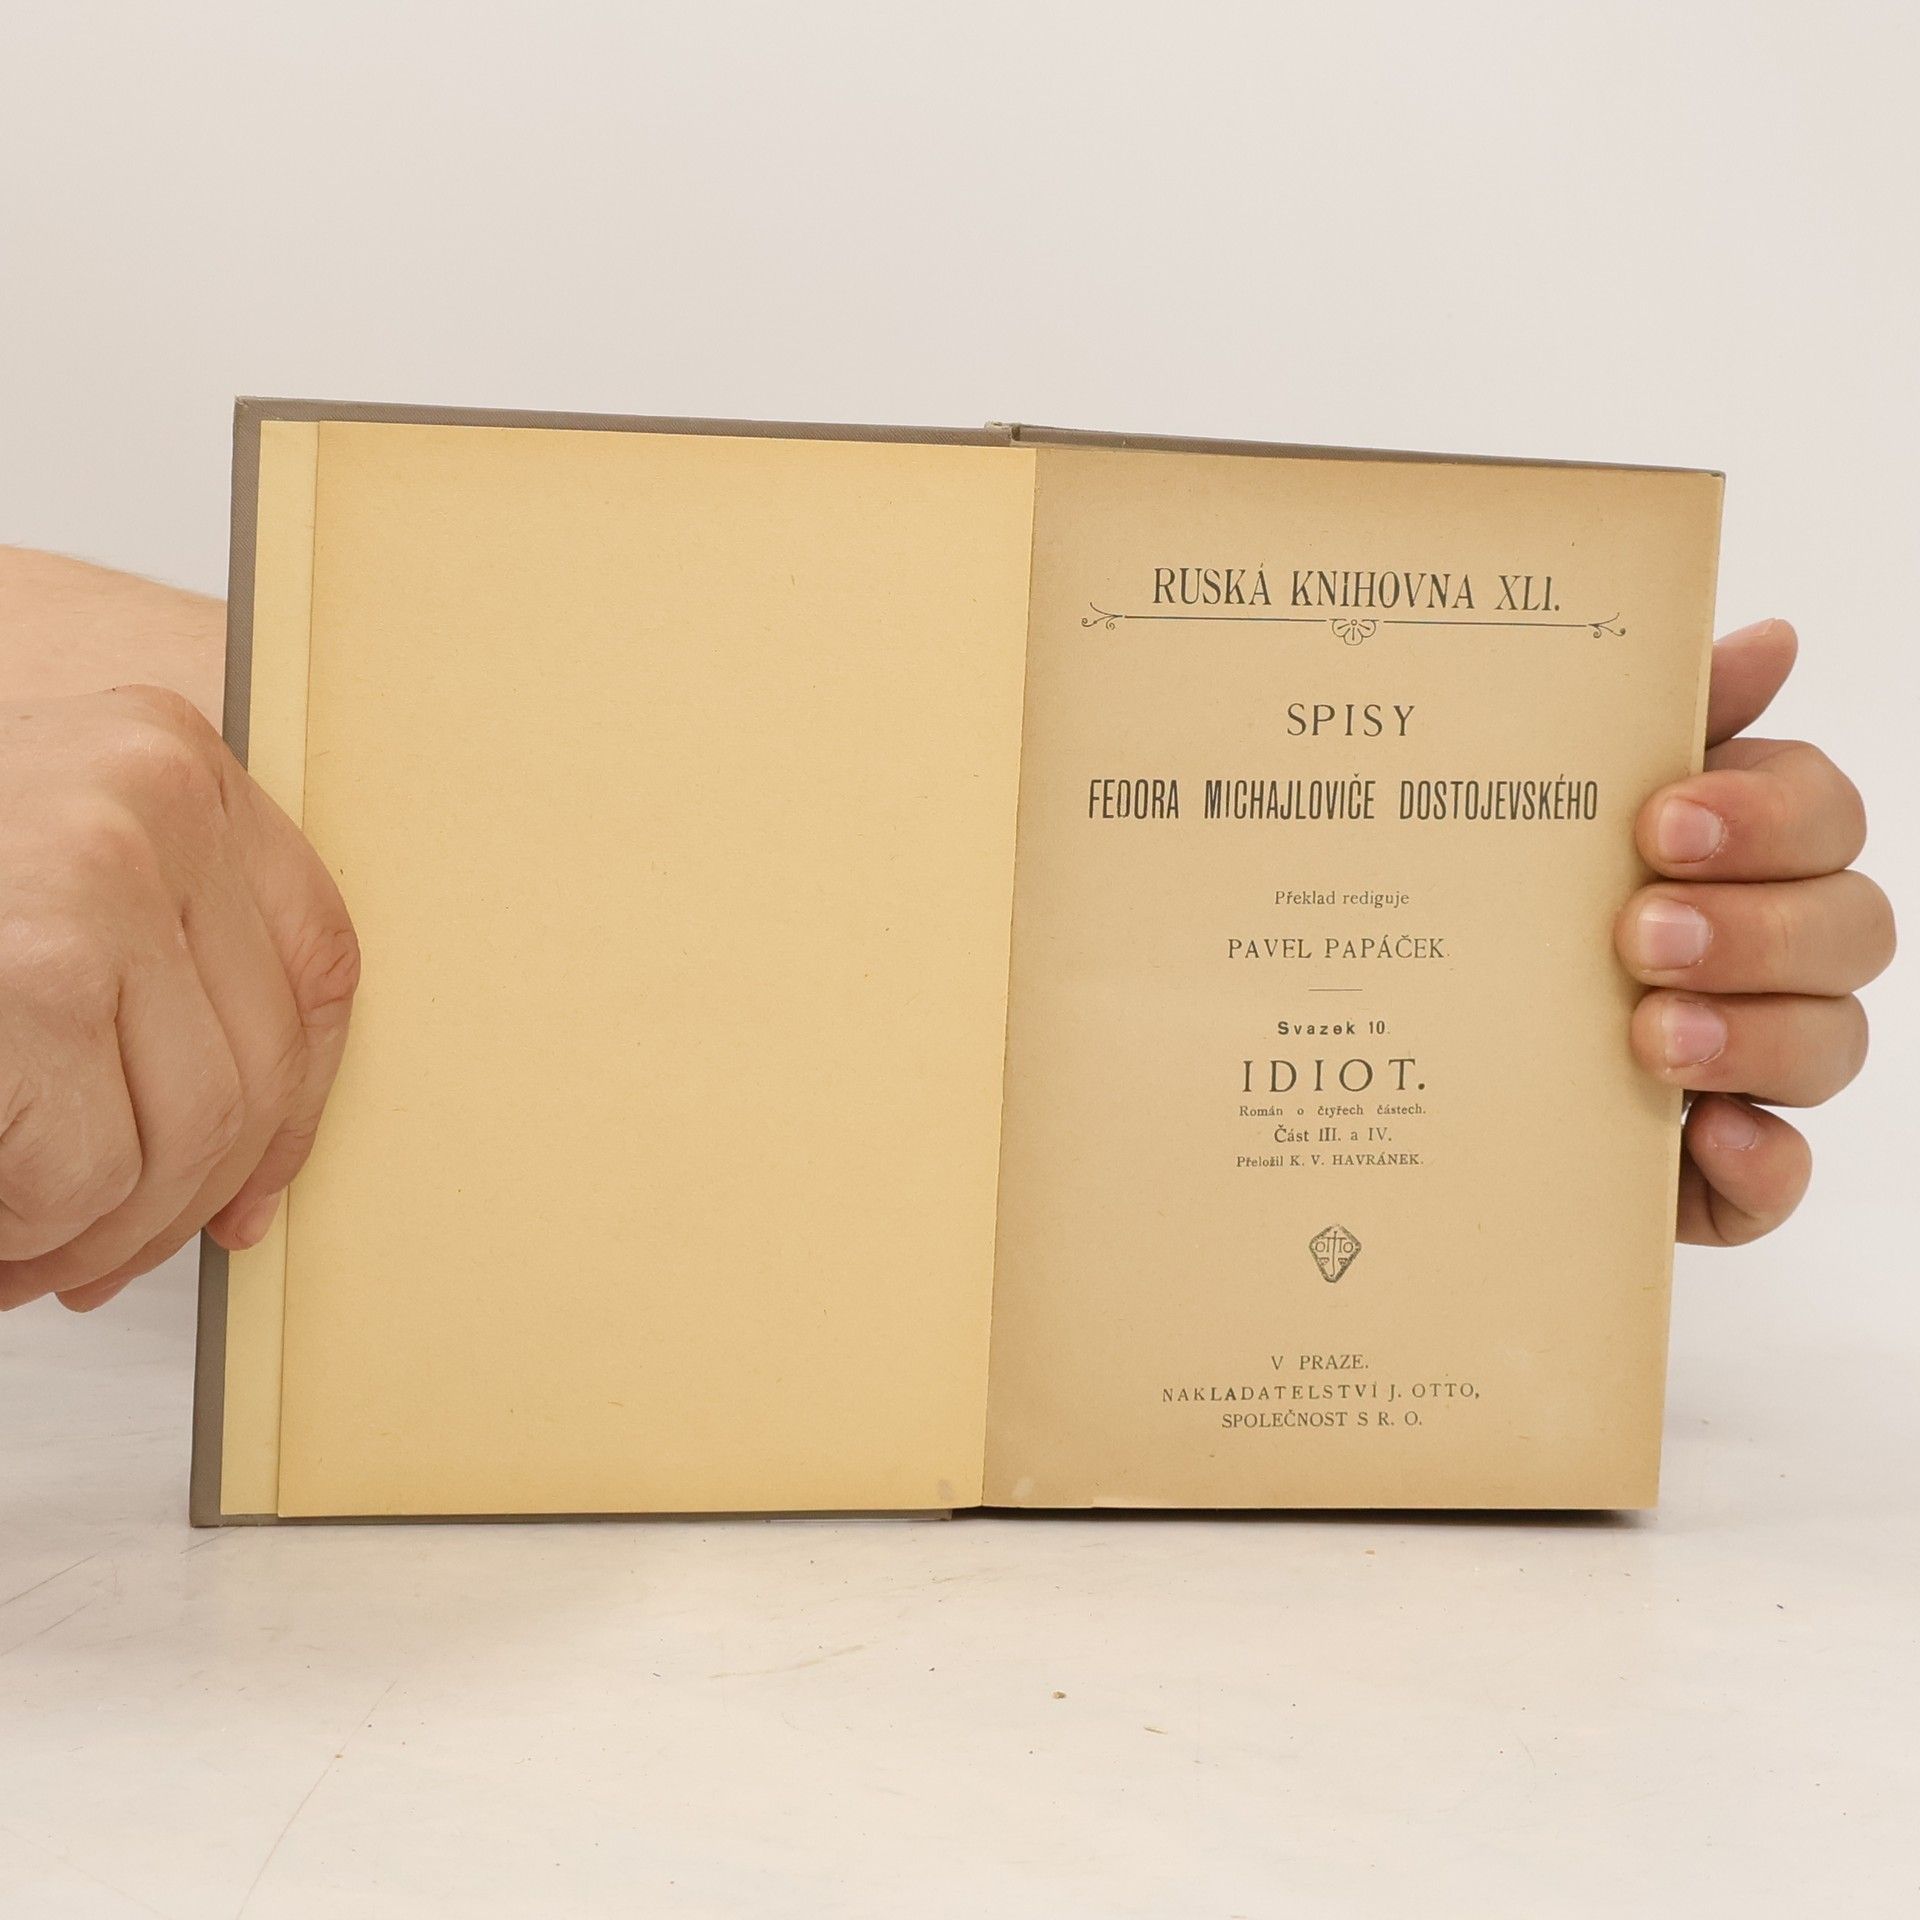 RUSKÁ KNIHOVNA XLI.
SPISY
FEDORA MICHAJLOVIČE DOSTOJEVSKÉHO
Překlad rediguje
PAVEL PAPÁČEK.
Svazek 10.
IDIOT.
Román o čtyřech částech.
Část III. a IV.
Přeložil K. V. HAVRÁNEK.
OTTO
V PRAZE.
NAKLADATELSTVÍ J. OTTO,
SPOLEČNOST S R. O.